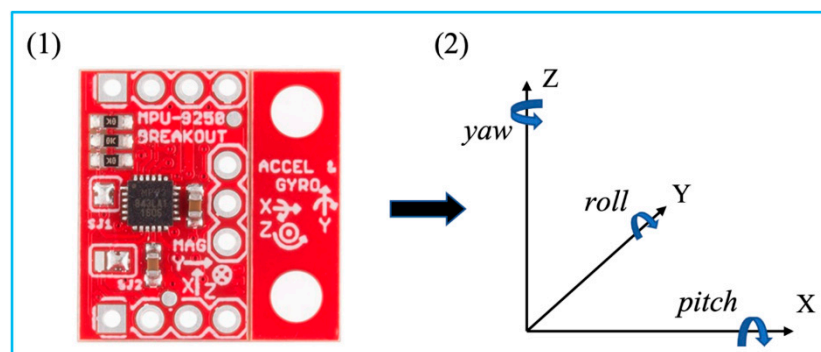 (1)
MPU-9250
BREAKOUT
ACCEL &
GYRO
X
Y
Z
SJ1
MAG
Y
X
Z
SJ2
(2)
Z
yaw
roll
Y
pitch
X